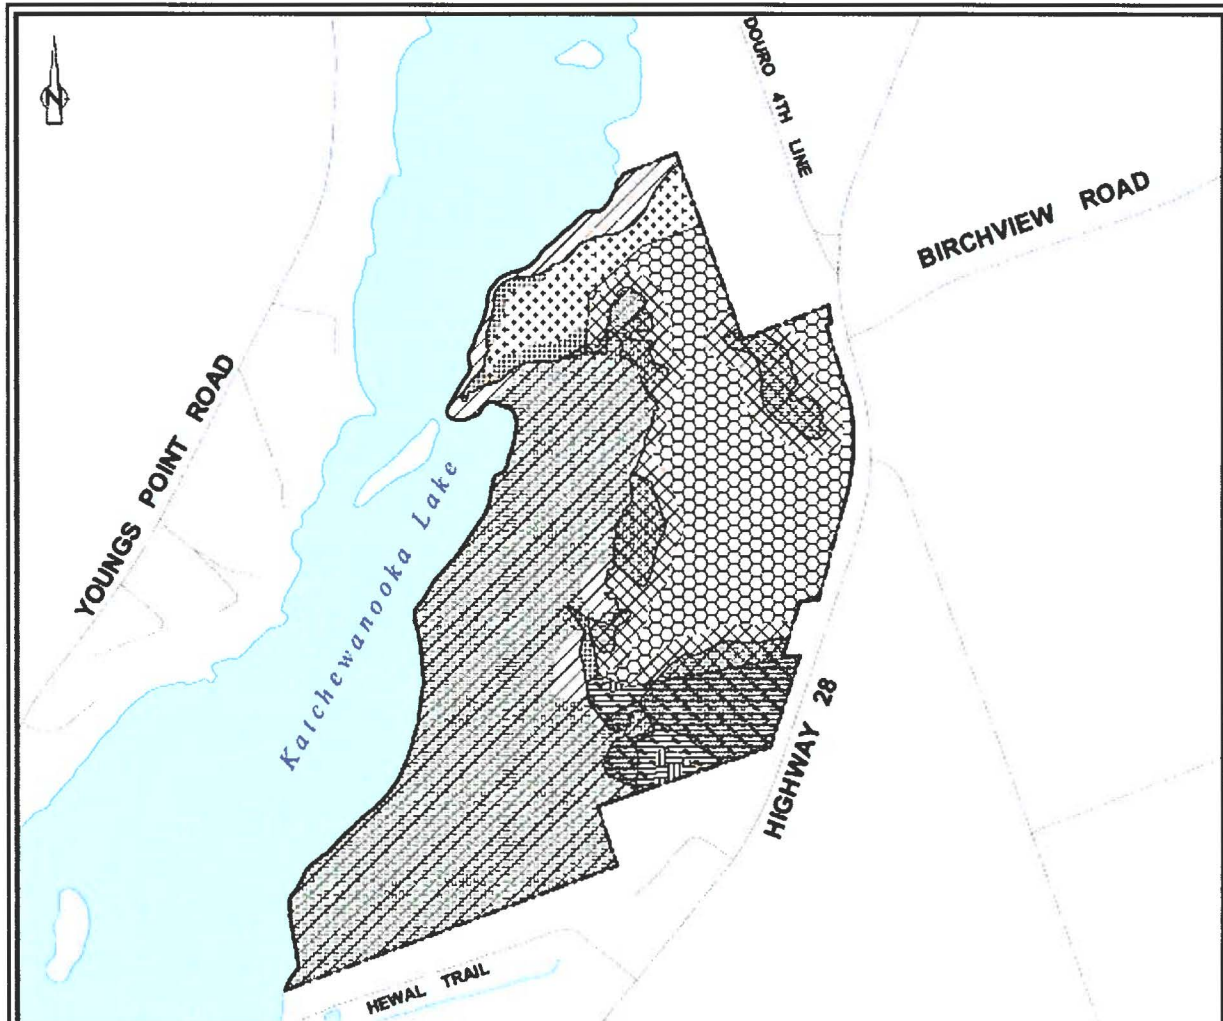 N
DOURO 4TH LINE
BIRCHVIEW ROAD
YOUNGS POINT ROAD
Katchewanooka Lake
HIGHWAY 28
HEWAL TRAIL